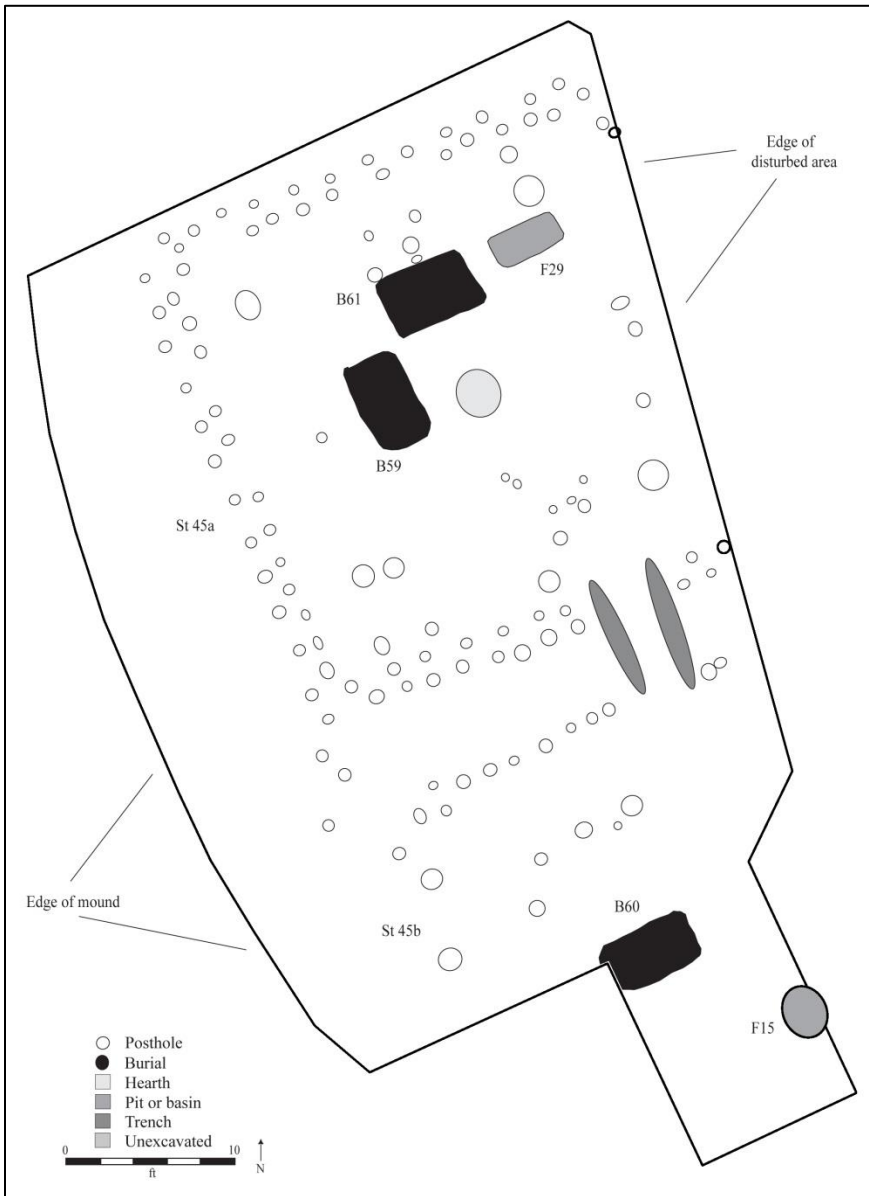 Edge of
disturbed area
F29
B61
B59
St 45a
Edge of mound
B60
St 45b
F15
Posthole
Burial
Hearth
Pit or basin
Trench
Unexcavated
0 10
ft
N